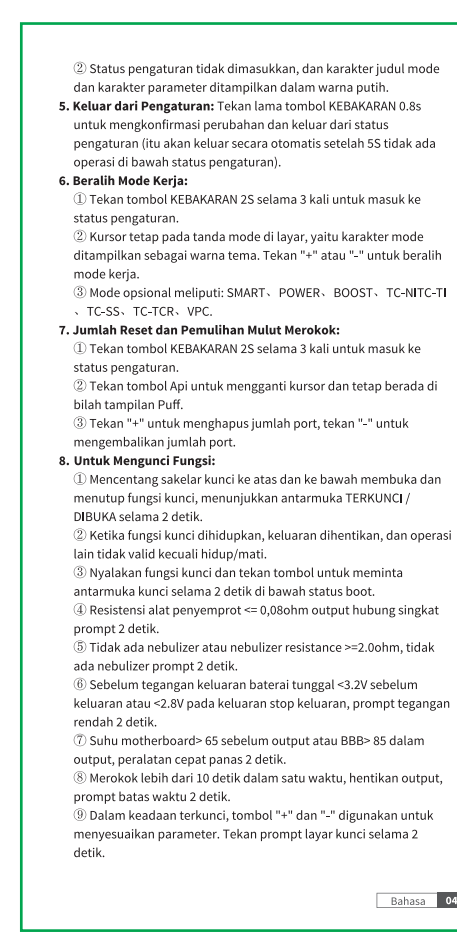 ② Status pengaturan tidak dimasukkan, dan karakter judul mode
dan karakter parameter ditampilkan dalam warna putih.
5. Keluar dari Pengaturan: Tekan lama tombol KEBAKARAN 0.8s
untuk mengkonfirmasi perubahan dan keluar dari status
pengaturan (itu akan keluar secara otomatis setelah 5S tidak ada
operasi di bawah status pengaturan).
6. Beralih Mode Kerja:
① Tekan tombol KEBAKARAN 2S selama 3 kali untuk masuk ke
status pengaturan.
② Kursor tetap pada tanda mode di layar, yaitu karakter mode
ditampilkan sebagai warna tema. Tekan "+" atau "-" untuk beralih
mode kerja.
③ Mode opsional meliputi: SMART、POWER、BOOST、TC-NITC-TI
、TC-SS、TC-TCR、VPC.
7. Jumlah Reset dan Pemulihan Mulut Merokok:
① Tekan tombol KEBAKARAN 2S selama 3 kali untuk masuk ke
status pengaturan.
② Tekan tombol Api untuk mengganti kursor dan tetap berada di
bilah tampilan Puff.
③ Tekan "+" untuk menghapus jumlah port, tekan "-" untuk
mengembalikan jumlah port.
8. Untuk Mengunci Fungsi:
① Mencentang sakelar kunci ke atas dan ke bawah membuka dan
menutup fungsi kunci, menunjukkan antarmuka TERKUNCI /
DIBUKA selama 2 detik.
② Ketika fungsi kunci dihidupkan, keluaran dihentikan, dan operasi
lain tidak valid kecuali hidup/mati.
③ Nyalakan fungsi kunci dan tekan tombol untuk meminta
antarmuka kunci selama 2 detik di bawah status boot.
④ Resistensi alat penyemprot <= 0,08ohm output hubung singkat
prompt 2 detik.
⑤ Tidak ada nebulizer atau nebulizer resistance >=2.0ohm, tidak
ada nebulizer prompt 2 detik.
⑥ Sebelum tegangan keluaran baterai tunggal <3.2V sebelum
keluaran atau <2.8V pada keluaran stop keluaran, prompt tegangan
rendah 2 detik.
⑦ Suhu motherboard> 65 sebelum output atau BBB> 85 dalam
output, peralatan cepat panas 2 detik.
⑧ Merokok lebih dari 10 detik dalam satu waktu, hentikan output,
prompt batas waktu 2 detik.
⑨ Dalam keadaan terkunci, tombol "+" dan "-" digunakan untuk
menyesuaikan parameter. Tekan prompt layar kunci selama 2
detik.
Bahasa 04